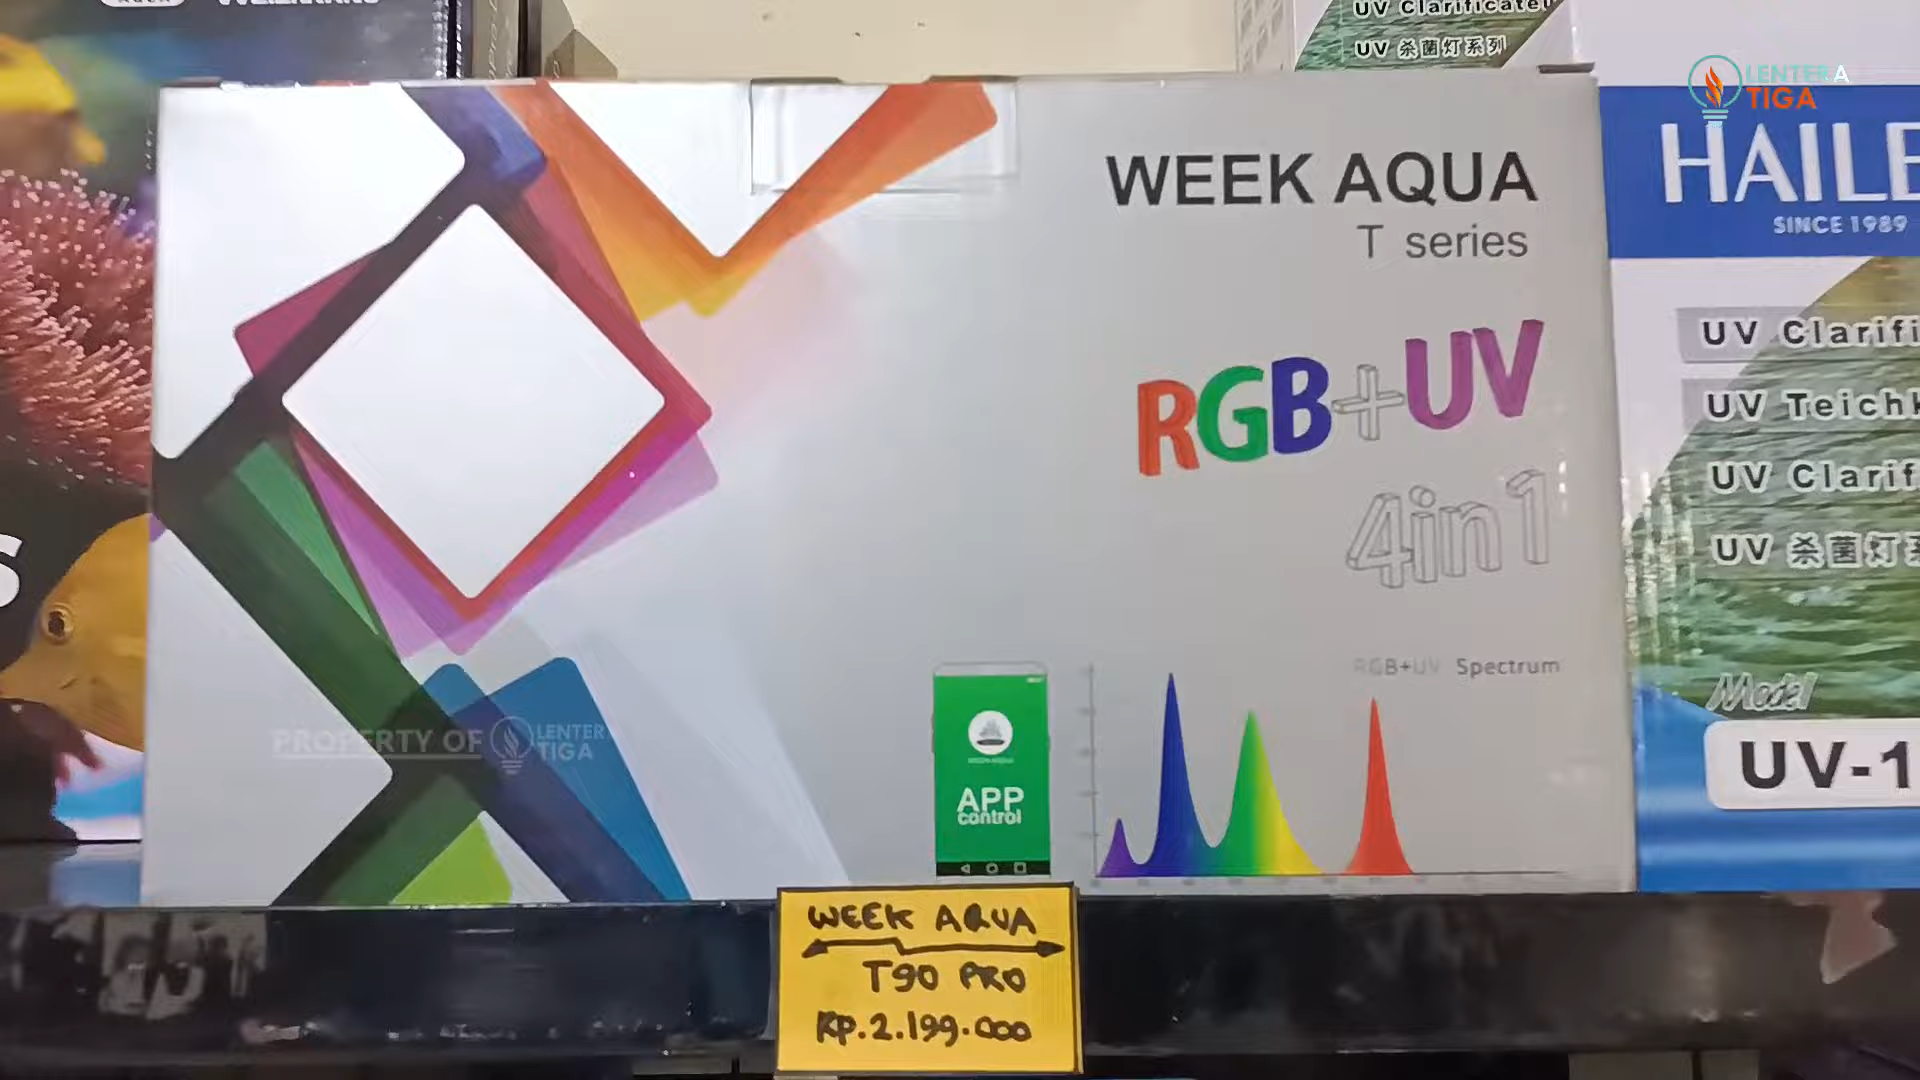 UV Clarificate
UV 杀菌灯系列
LENTERA
TIGA
WEEK AQUA
T series
RGB+UV
4in1
RGB+UV Spectrum
APP
control
PROPERTY OF LENTER
TIGA
HAILE
SINCE 1989
UV Clarifi
UV Teich
UV Clarif
UV 杀菌灯
Model
UV-1
S
WEEK AQUA
T90 PRO
RP.2.199.000